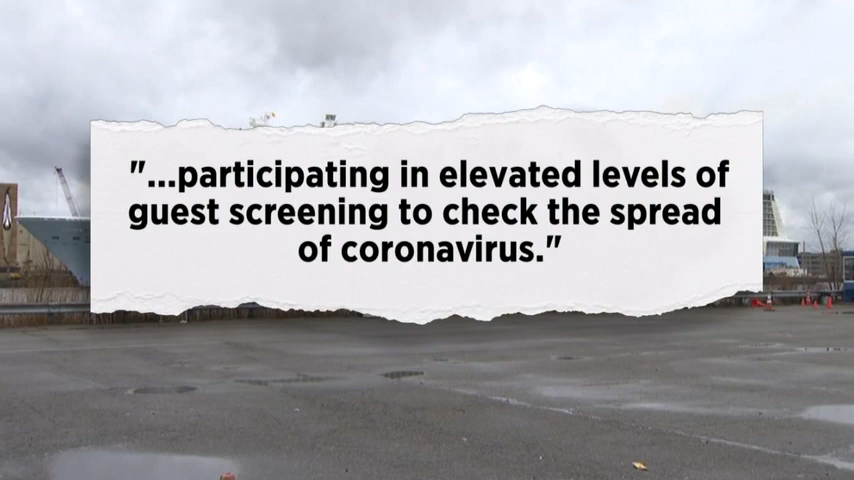 "...participating in elevated levels of
guest screening to check the spread
of coronavirus."